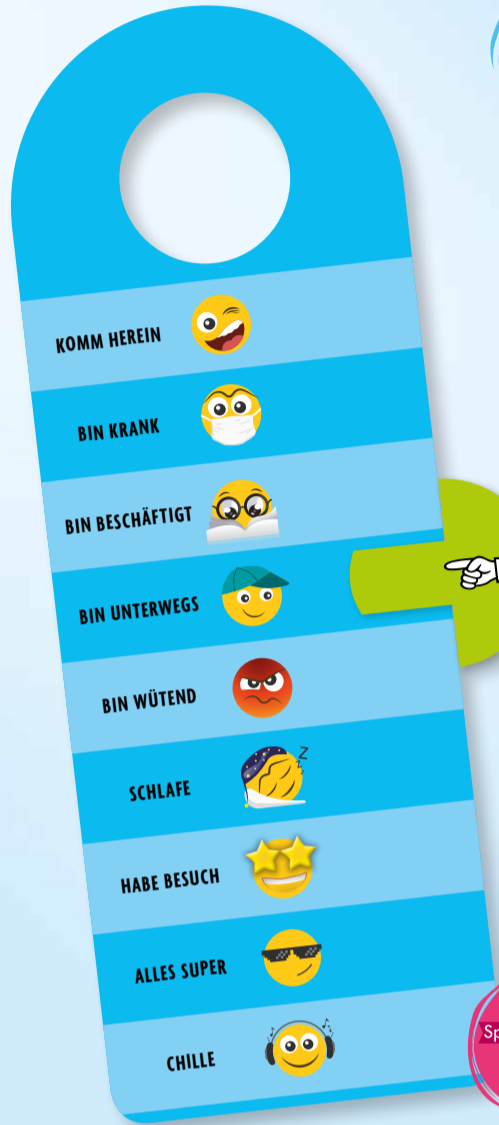 KOMM HEREIN
BIN KRANK
BIN BESCHÄFTIGT
BIN UNTERWEGS
BIN WÜTEND
SCHLAFE
Z
Z
Z
HABE BESUCH
ALLES SUPER
CHILLE